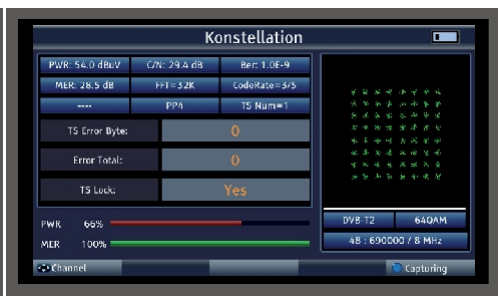 Konstellation
PWR: 54.0 dBuV C/N: 29.4 dB Ber: 1.0E-9
MER: 28.5 dB FFT=32K CodeRate=3/5
---- PP4 TS Num=1
TS Error Byte: 0
Error Total: 0
TS Lock: Yes
PWR 66%
MER 100%
DVB-T2 64QAM
48 : 690000 / 8 MHz
Channel Capturing